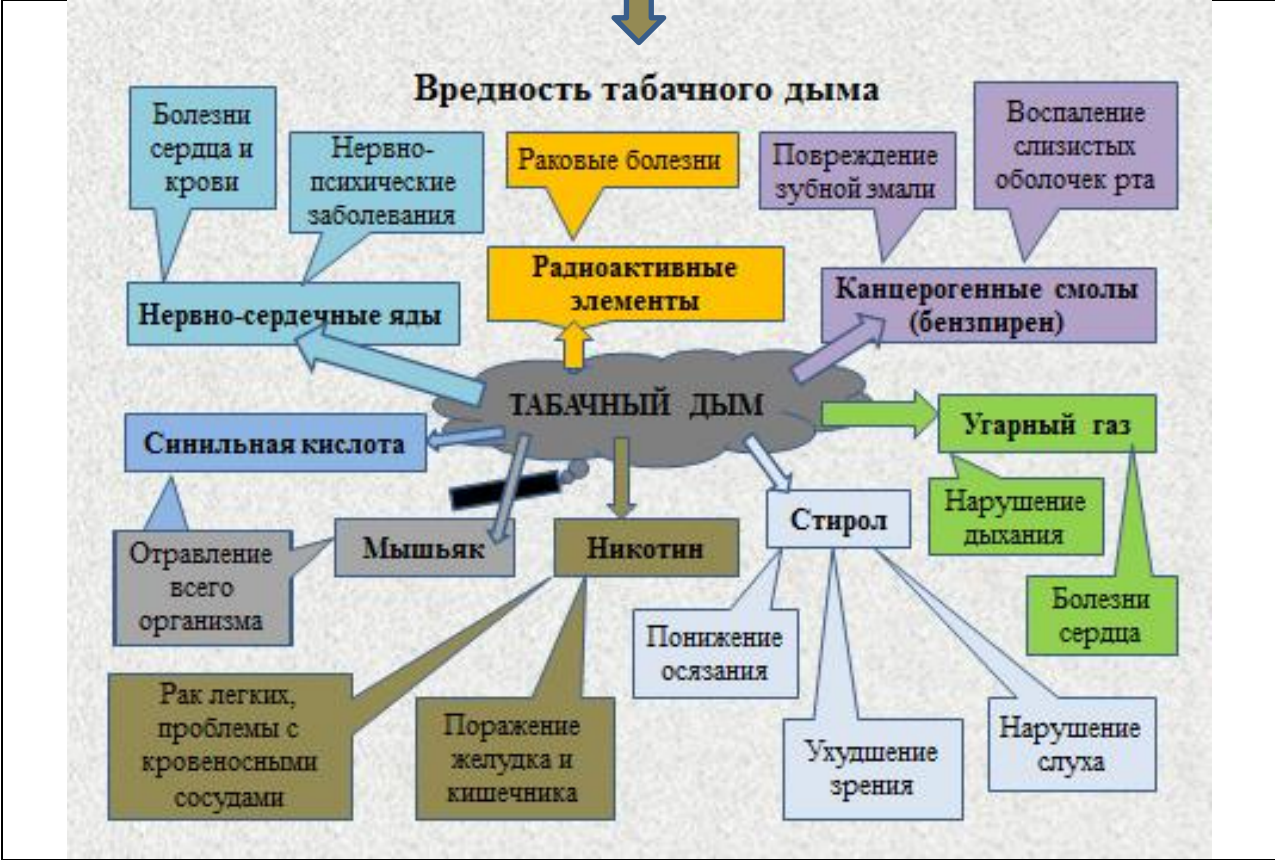 Вредность табачного дыма
Болезни
сердца и
крови
Нервно-
психические
заболевания
Раковые болезни
Повреждение
зубной эмали
Воспаление
слизистых
оболочек рта
Нервно-сердечные яды
Радиоактивные
элементы
Канцерогенные смолы
(бензпирен)
ТАБАЧНЫЙ ДЫМ
Синильная кислота
Угарный газ
Отравление
всего
организма
Мышьяк
Никотин
Стирол
Нарушение
дыхания
Болезни
сердца
Рак легких,
проблемы с
кровеносными
сосудами
Поражение
желудка и
кишечника
Понижение
осязания
Ухудшение
зрения
Нарушение
слуха